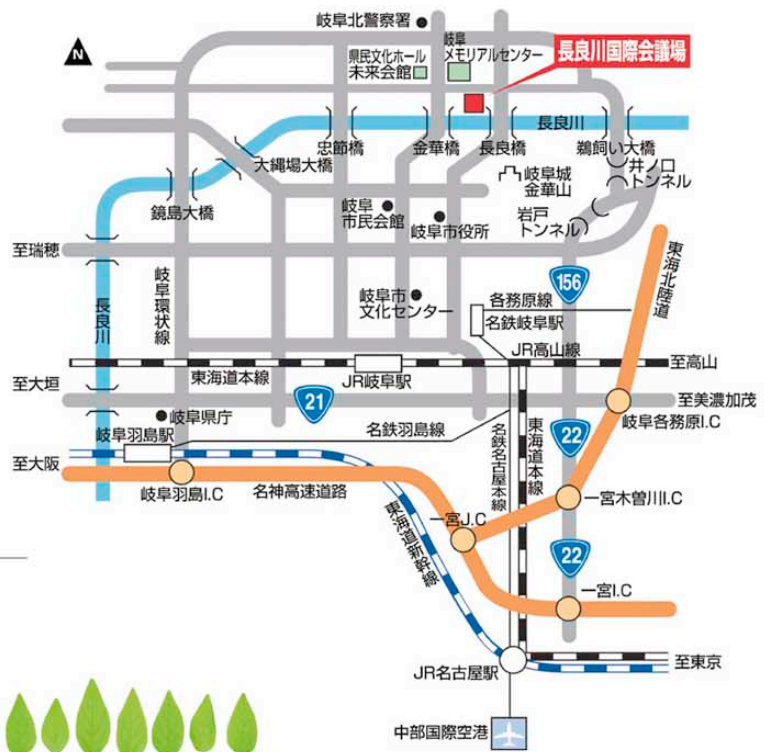 岐阜北警察署
N
県民文化ホール
未来会館
岐阜
メモリアルセンター
長良川国際会議場
長良川
忠節橋
金華橋
長良橋
鵜飼い大橋
大縄場大橋
井ノ口
トンネル
岐阜城
金華山
鏡島大橋
岐阜
市民会館
岐阜市役所
岩戸
トンネル
至瑞穂
東海北陸道
156
長良川
岐阜環状線
岐阜市
文化センター
各務原線
名鉄岐阜駅
JR高山線
至高山
東海道本線
JR岐阜駅
至大垣
21
至美濃加茂
岐阜県庁
岐阜各務原I.C
岐阜羽島駅
名鉄羽島線
名鉄名古屋本線
東海道本線
22
至大阪
岐阜羽島I.C
名神高速道路
一宮木曽川I.C
東海道新幹線
一宮J.C
22
一宮I.C
JR名古屋駅
至東京
中部国際空港